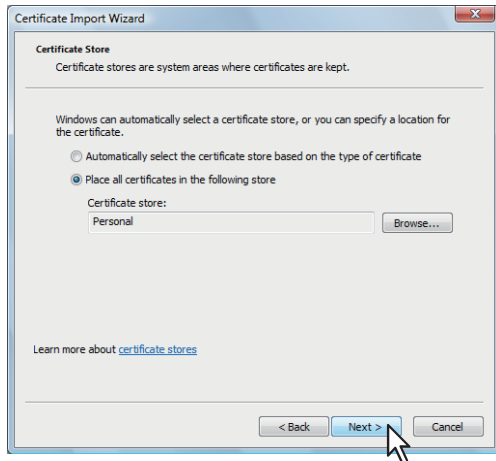 Certificate Import Wizard
Certificate Store
Certificate stores are system areas where certificates are kept.
Windows can automatically select a certificate store, or you can specify a location for
the certificate.
Automatically select the certificate store based on the type of certificate
Place all certificates in the following store
Certificate store:
Personal
Browse...
Learn more about certificate stores
< Back
Next >
Cancel